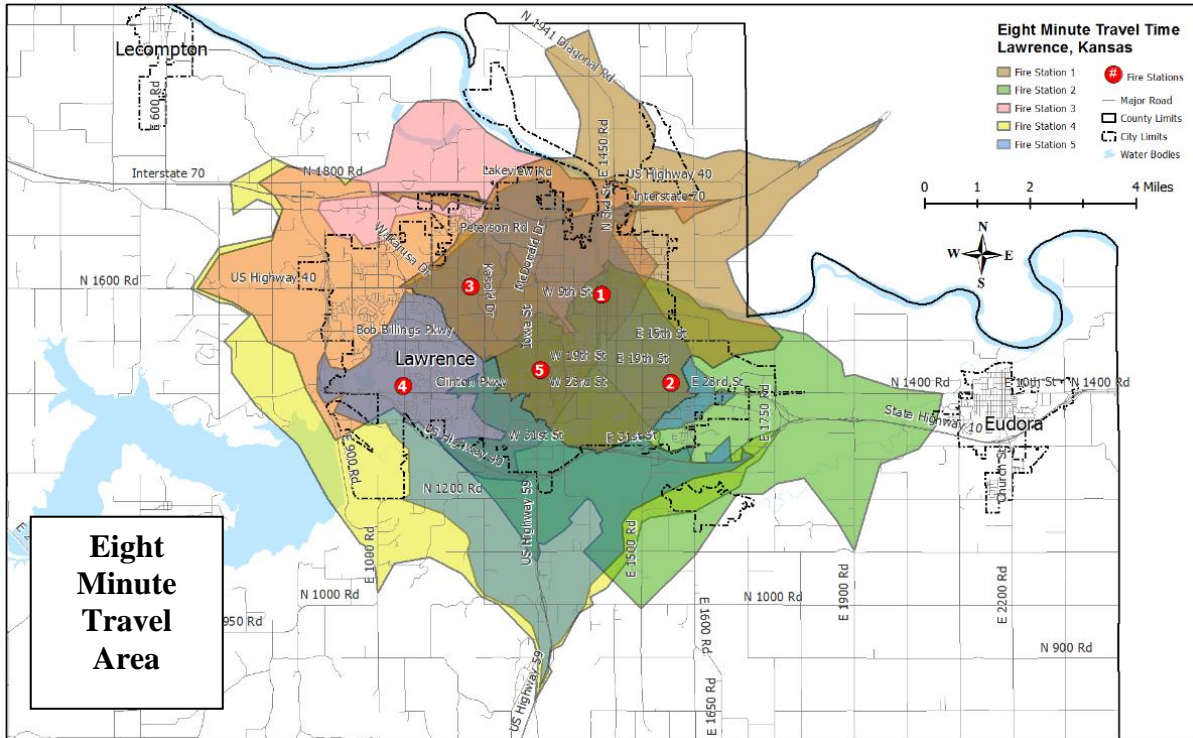 Lecompton
E 600 Rd
N 1941 Diagonal Rd
Eight Minute Travel Time
Lawrence, Kansas
Fire Station 1
Fire Station 2
Fire Station 3
Fire Station 4
Fire Station 5
# Fire Stations
Major Road
County Limits
City Limits
Water Bodies
0 1 2 4 Miles
N
W E
S
Interstate 70
N 1800 Rd
Lakeview Rd
E 1450 Rd
US Highway 40
Interstate 70
N 3rd St
Peterson Rd
McDonald Dr
Wakarusa Dr
US Highway 40
N 1600 Rd
3
Kasold Dr
W 9th St
1
Iowa St
Bob Billings Pkwy
E 15th St
Lawrence
W 19th St
E 19th St
5
4
Clinton Pkwy
W 23rd St
2
E 23rd St
E 1750 Rd
N 1400 Rd
E 10th St
N 1400 Rd
State Highway 10
Eudora
Church St
W 31st St
E 31st St
US Highway 40
E 900 Rd
N 1200 Rd
US Highway 59
E 1500 Rd
E 1000 Rd
N 1000 Rd
N 1000 Rd
E 1600 Rd
E 1900 Rd
E 2200 Rd
950 Rd
N 900 Rd
US Highway 59
E 1650 Rd
Eight
Minute
Travel
Area